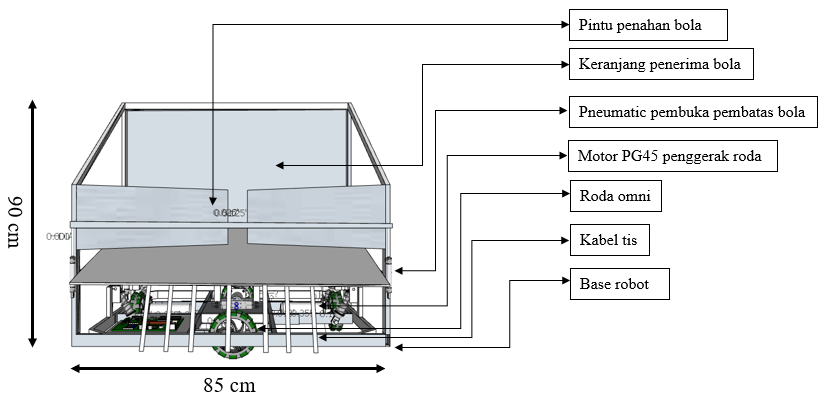 Pintu penahan bola
Keranjang penerima bola
Pneumatic pembuka pembatas bola
Motor PG45 penggerak roda
Roda omni
Kabel tis
Base robot
90 cm
85 cm